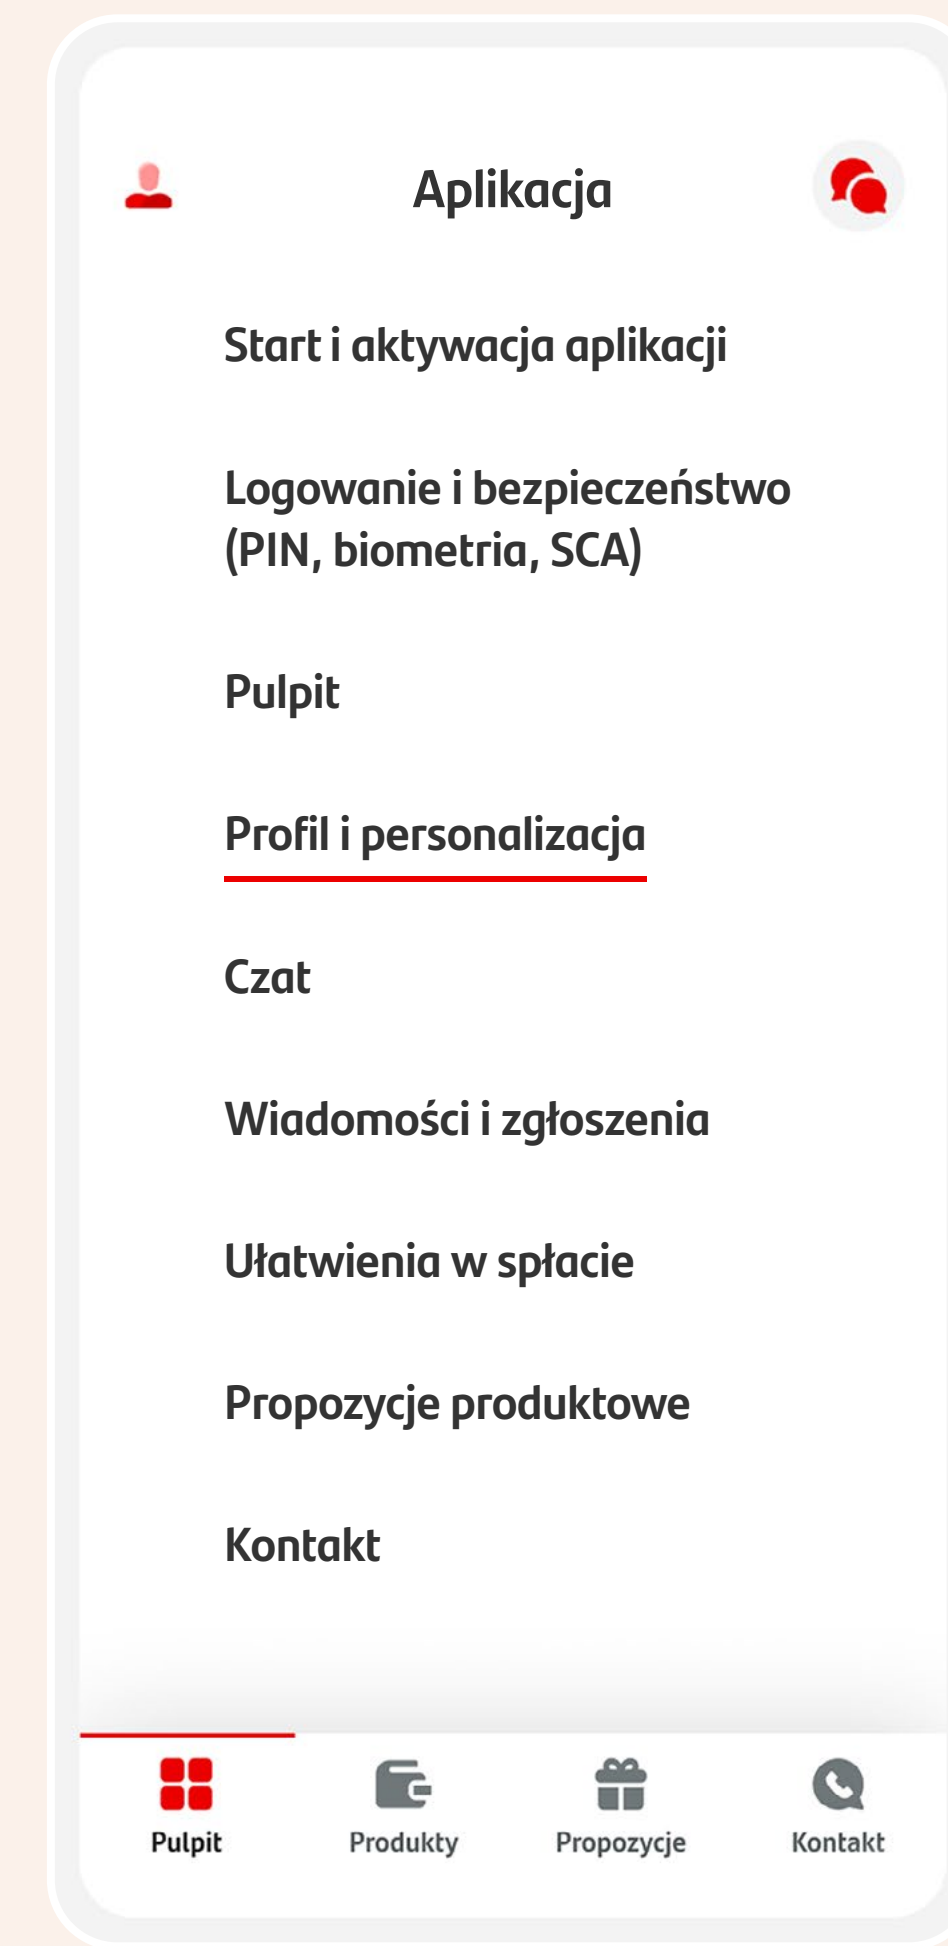 Aplikacja
Start i aktywacja aplikacji
Logowanie i bezpieczeństwo
(PIN, biometria, SCA)
Pulpit
Profil i personalizacja
Czat
Wiadomości i zgłoszenia
Ułatwienia w spłacie
Propozycje produktowe
Kontakt
Pulpit
Produkty
Propozycje
Kontakt